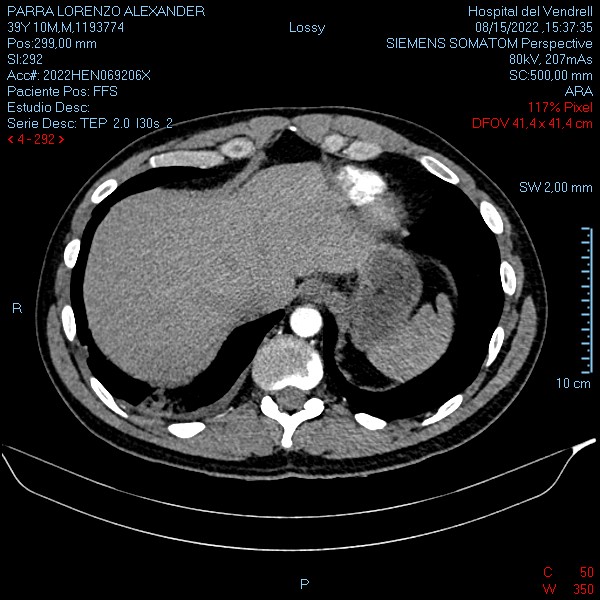 PARRA LORENZO ALEXANDER
39Y 10M,M,1193774
Pos:299,00 mm
SI:292
Acc#: 2022HEN069206X
Paciente Pos: FFS
Estudio Desc:
Serie Desc: TEP 2.0 I30s 2
< 4 - 292 >
Lossy
Hospital del Vendrell
08/15/2022 ,15:37:35
SIEMENS SOMATOM Perspective
80kV, 207mAs
SC:500,00 mm
ARA
117% Pixel
DFOV 41,4 x 41,4 cm
SW 2,00 mm
R
10 cm
P
C 50
W 350